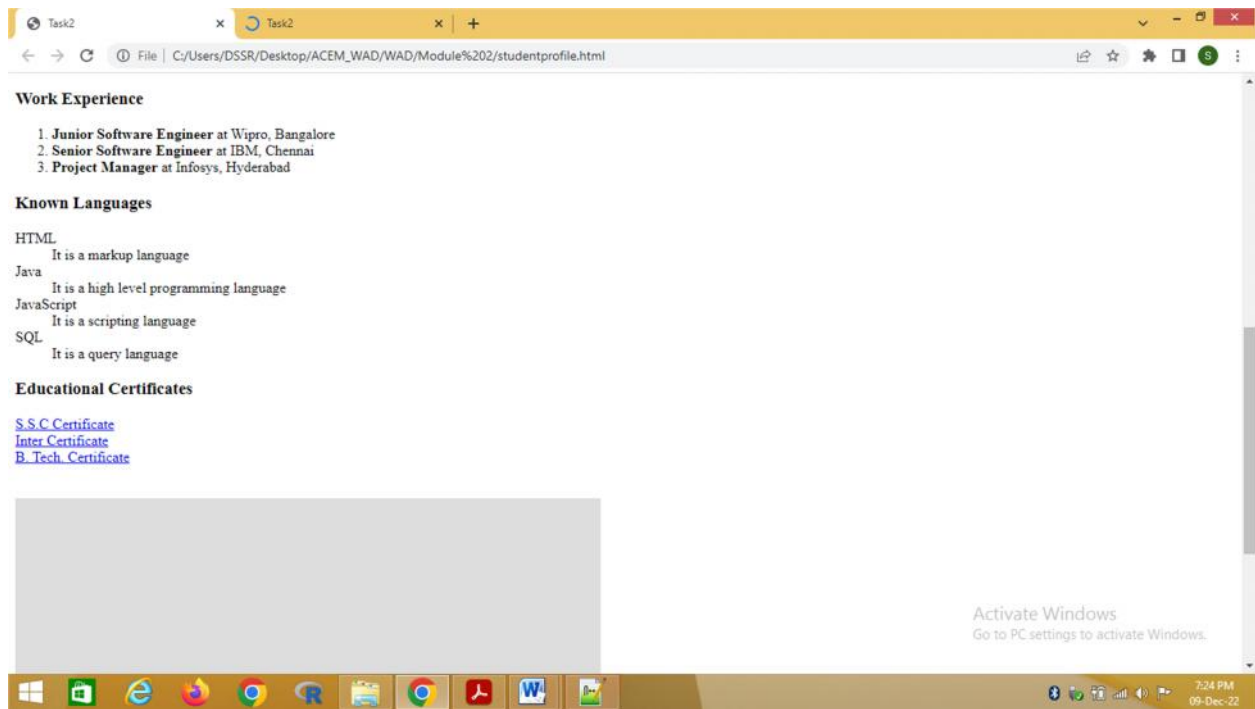 Task2
Task2
File | C:/Users/DSSR/Desktop/ACEM_WAD/WAD/Module%202/studentprofile.html
S
Work Experience
1. Junior Software Engineer at Wipro, Bangalore
2. Senior Software Engineer at IBM, Chennai
3. Project Manager at Infosys, Hyderabad
Known Languages
HTML
It is a markup language
Java
It is a high level programming language
JavaScript
It is a scripting language
SQL
It is a query language
Educational Certificates
S.S.C Certificate
Inter Certificate
B. Tech. Certificate
Activate Windows
Go to PC settings to activate Windows.
7:24 PM
09-Dec-22